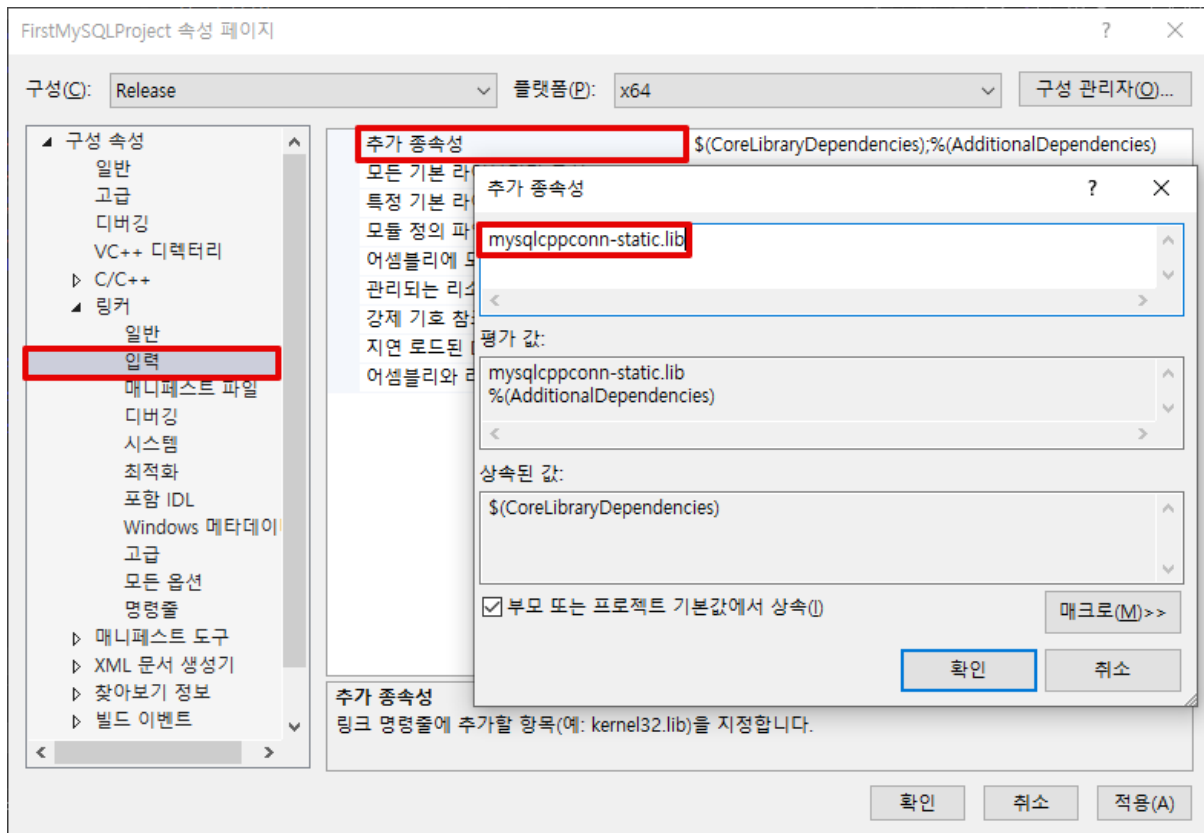 FirstMySQLProject 속성 페이지
?
구성(C): Release 플랫폼(P): x64 구성 관리자(O)...
구성 속성
일반
고급
디버깅
VC++ 디렉터리
C/C++
링커
일반
입력
매니페스트 파일
디버깅
시스템
최적화
포함 IDL
Windows 메타데이
고급
모든 옵션
명령줄
매니페스트 도구
XML 문서 생성기
찾아보기 정보
빌드 이벤트
추가 종속성 $(CoreLibraryDependencies);%(AdditionalDependencies)
모든 기본
특정 기본
모듈 정의
어셈블리에
관리되는
강제 기호
지연 로드된
어셈블리와
추가 종속성 ?
mysqlcppconn-static.lib
평가 값:
mysqlcppconn-static.lib
%(AdditionalDependencies)
상속된 값:
$(CoreLibraryDependencies)
부모 또는 프로젝트 기본값에서 상속(I)
매크로(M)>>
확인 취소
추가 종속성
링크 명령줄에 추가할 항목(예: kernel32.lib)을 지정합니다.
확인 취소 적용(A)